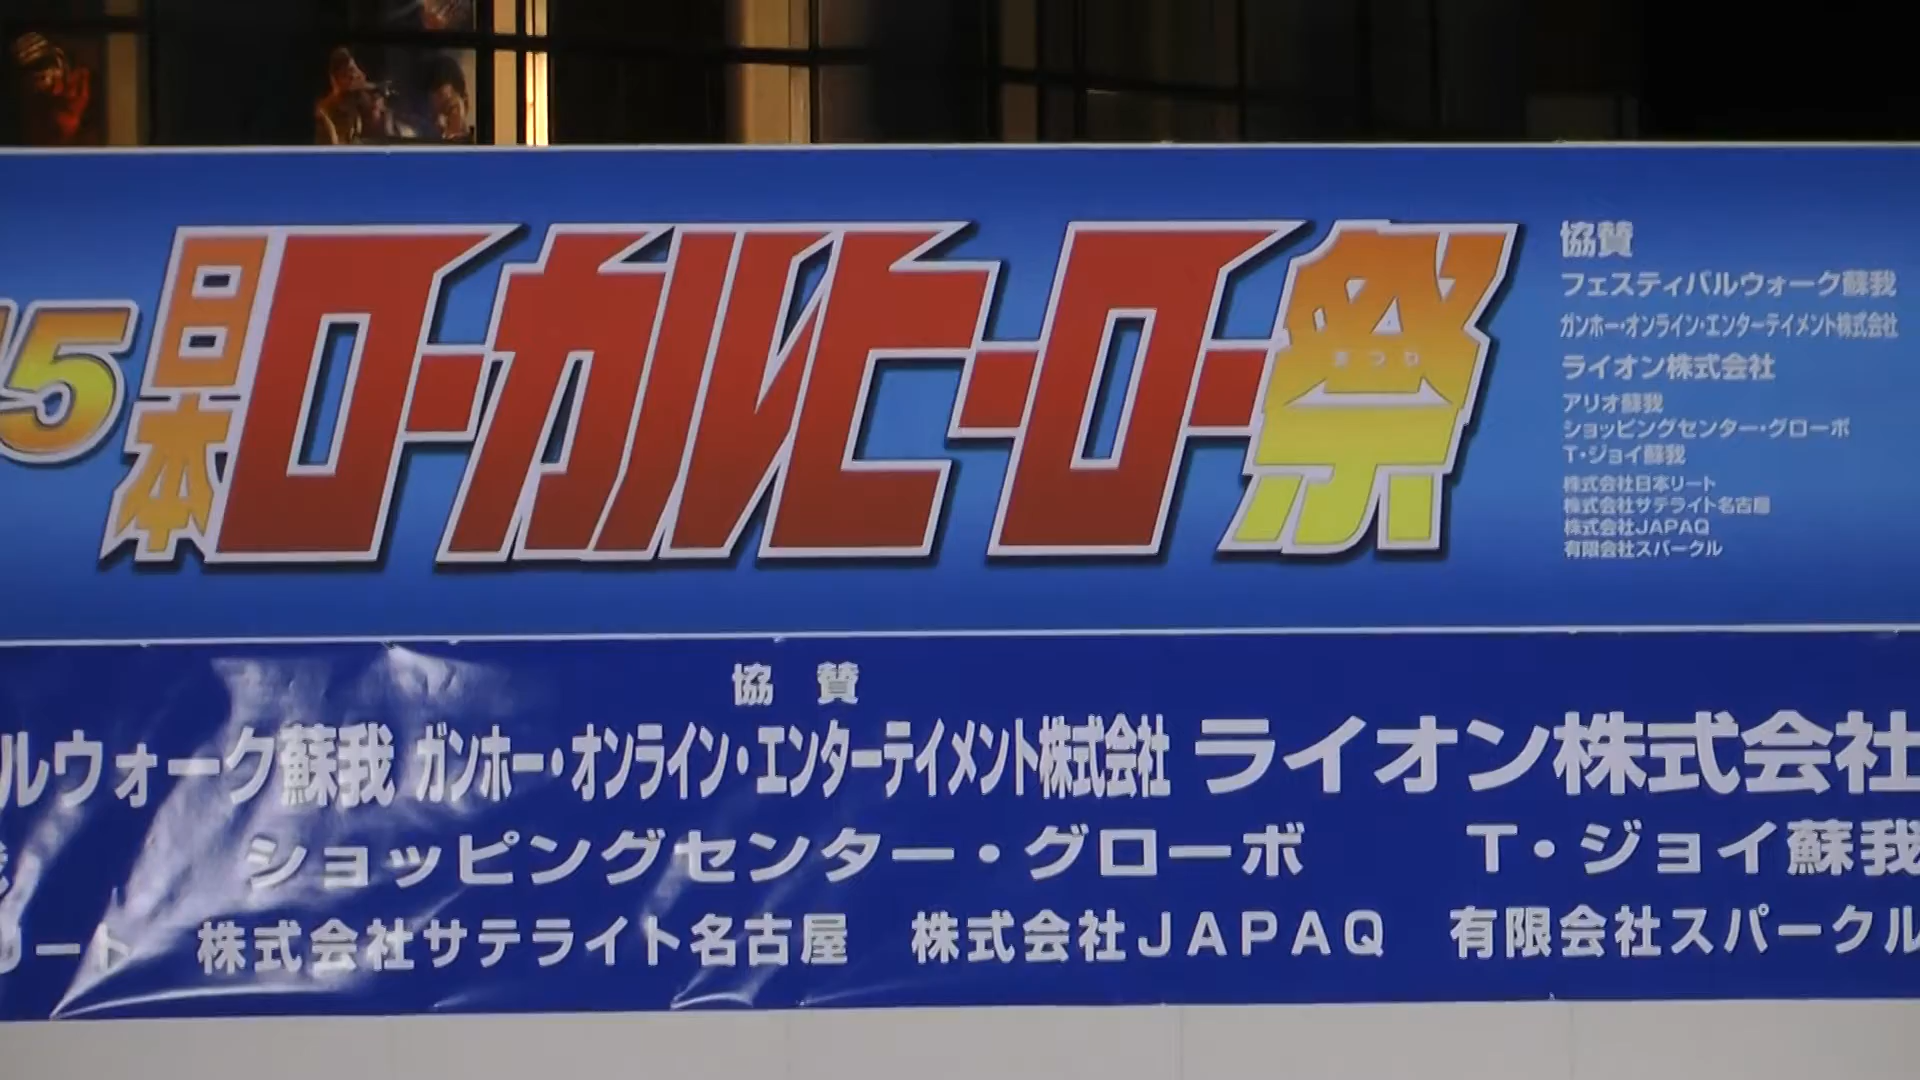 '15
日本ローカルヒーロー祭
まつり
協賛
フェスティバルウォーク蘇我
ガンホー・オンライン・エンターテイメント株式会社
ライオン株式会社
アリオ蘇我
ショッピングセンター・グローボ
T・ジョイ蘇我
株式会社日本リート
株式会社サテライト名古屋
株式会社JAPAQ
有限会社スパークル
協 賛
ルウォーク蘇我 ガンホー・オンライン・エンターテイメント株式会社 ライオン株式会社
我 ショッピングセンター・グローボ T・ジョイ蘇我
リート 株式会社サテライト名古屋 株式会社JAPAQ 有限会社スパークル